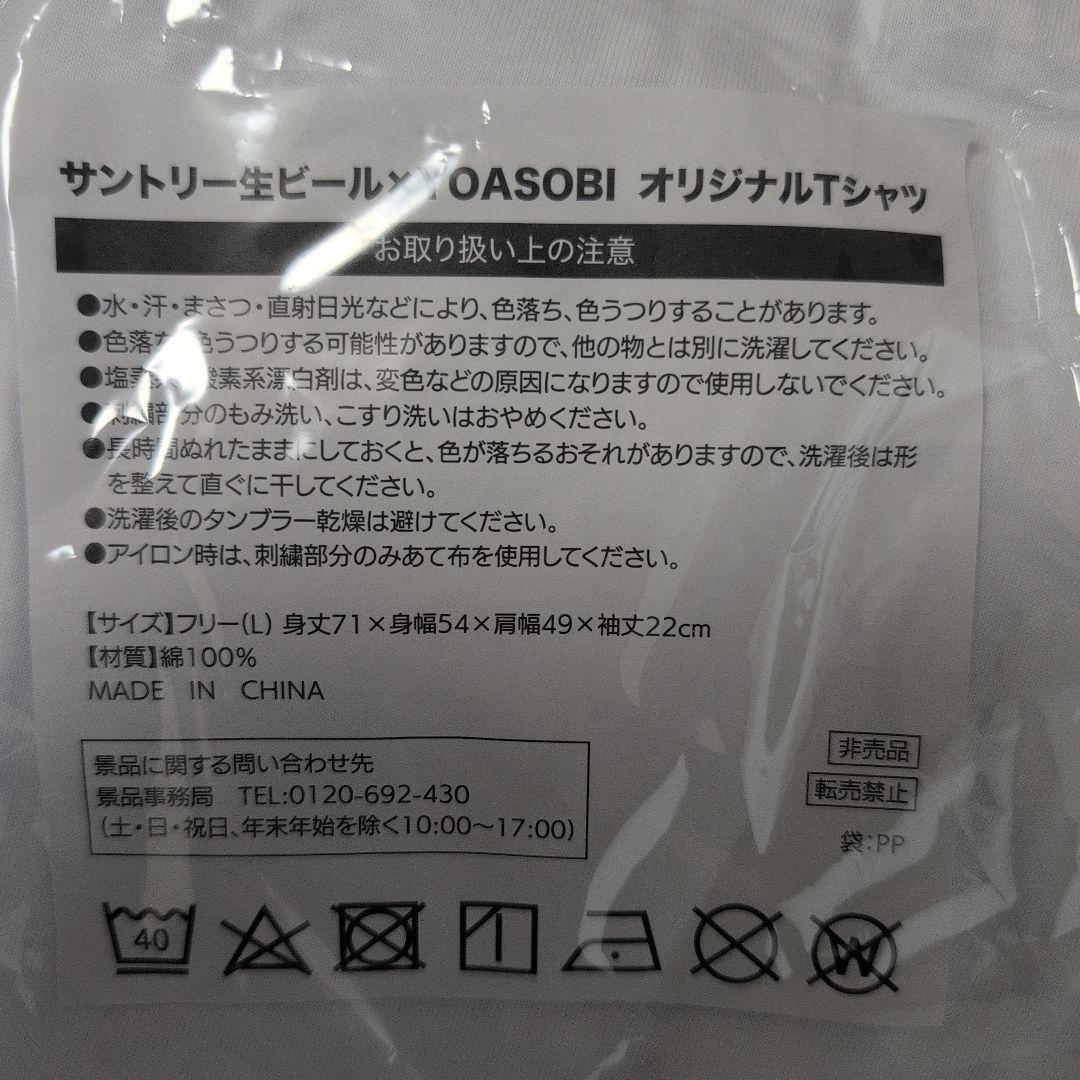 サントリー生ビール×YOASOBI オリジナルTシャツ
お取り扱い上の注意
●水・汗・まさつ・直射日光などにより、色落ち、色うつりすることがあります。
●色落ち、色うつりする可能性がありますので、他の物とは別に洗濯してください。
●塩素系、酸素系漂白剤は、変色などの原因になりますので使用しないでください。
●刺繍部分のもみ洗い、こすり洗いはおやめください。
●長時間ぬれたままにしておくと、色が落ちるおそれがありますので、洗濯後は形
を整えて直ぐに干してください。
●洗濯後のタンブラー乾燥は避けてください。
●アイロン時は、刺繍部分のみあて布を使用してください。
【サイズ】フリー(L) 身丈71×身幅54×肩幅49×袖丈22cm
【材質】綿100%
MADE IN CHINA
景品に関する問い合わせ先
景品事務局 TEL:0120-692-430
(土・日・祝日、年末年始を除く10:00～17:00)
非売品
転売禁止
袋:PP
40
W